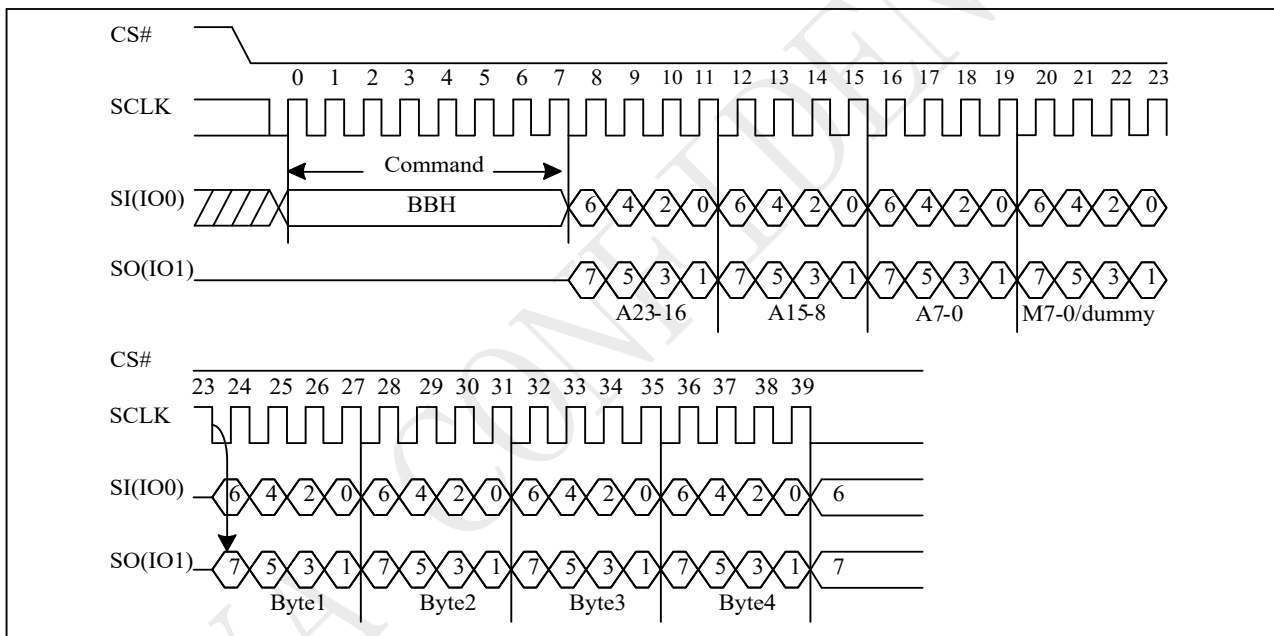 CS#
0 1 2 3 4 5 6 7 8 9 10 11 12 13 14 15 16 17 18 19 20 21 22 23
SCLK
Command
SI(IO0) BBH 6 4 2 0 6 4 2 0 6 4 2 0 6 4 2 0
SO(IO1) 7 5 3 1 7 5 3 1 7 5 3 1 7 5 3 1
A23-16 A15-8 A7-0 M7-0/dummy
CS#
23 24 25 26 27 28 29 30 31 32 33 34 35 36 37 38 39
SCLK
SI(IO0) 6 4 2 0 6 4 2 0 6 4 2 0 6 4 2 0 6
SO(IO1) 7 5 3 1 7 5 3 1 7 5 3 1 7 5 3 1 7
Byte1 Byte2 Byte3 Byte4